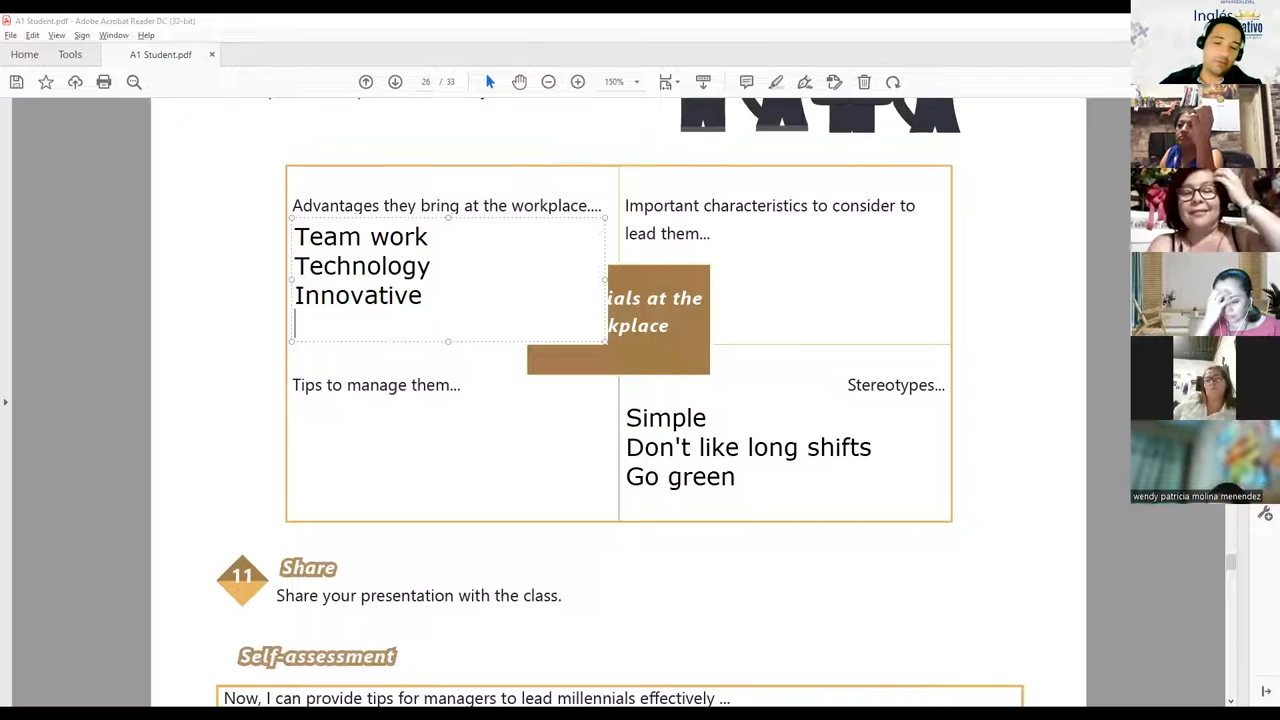 A1 Student.pdf - Adobe Acrobat Reader DC (32-bit)
File Edit View Sign Window Help
Home Tools A1 Student.pdf ×
26 / 33 150%
Advantages they bring at the workplace....
Team work
Technology
Innovative
Important characteristics to consider to
lead them...
ials at the
kplace
Tips to manage them...
Stereotypes...
Simple
Don't like long shifts
Go green
11 Share
Share your presentation with the class.
Self-assessment
Now, I can provide tips for managers to lead millennials effectively ...
ADVANCED LEVEL
Inglés
wendy patricia molina menendez